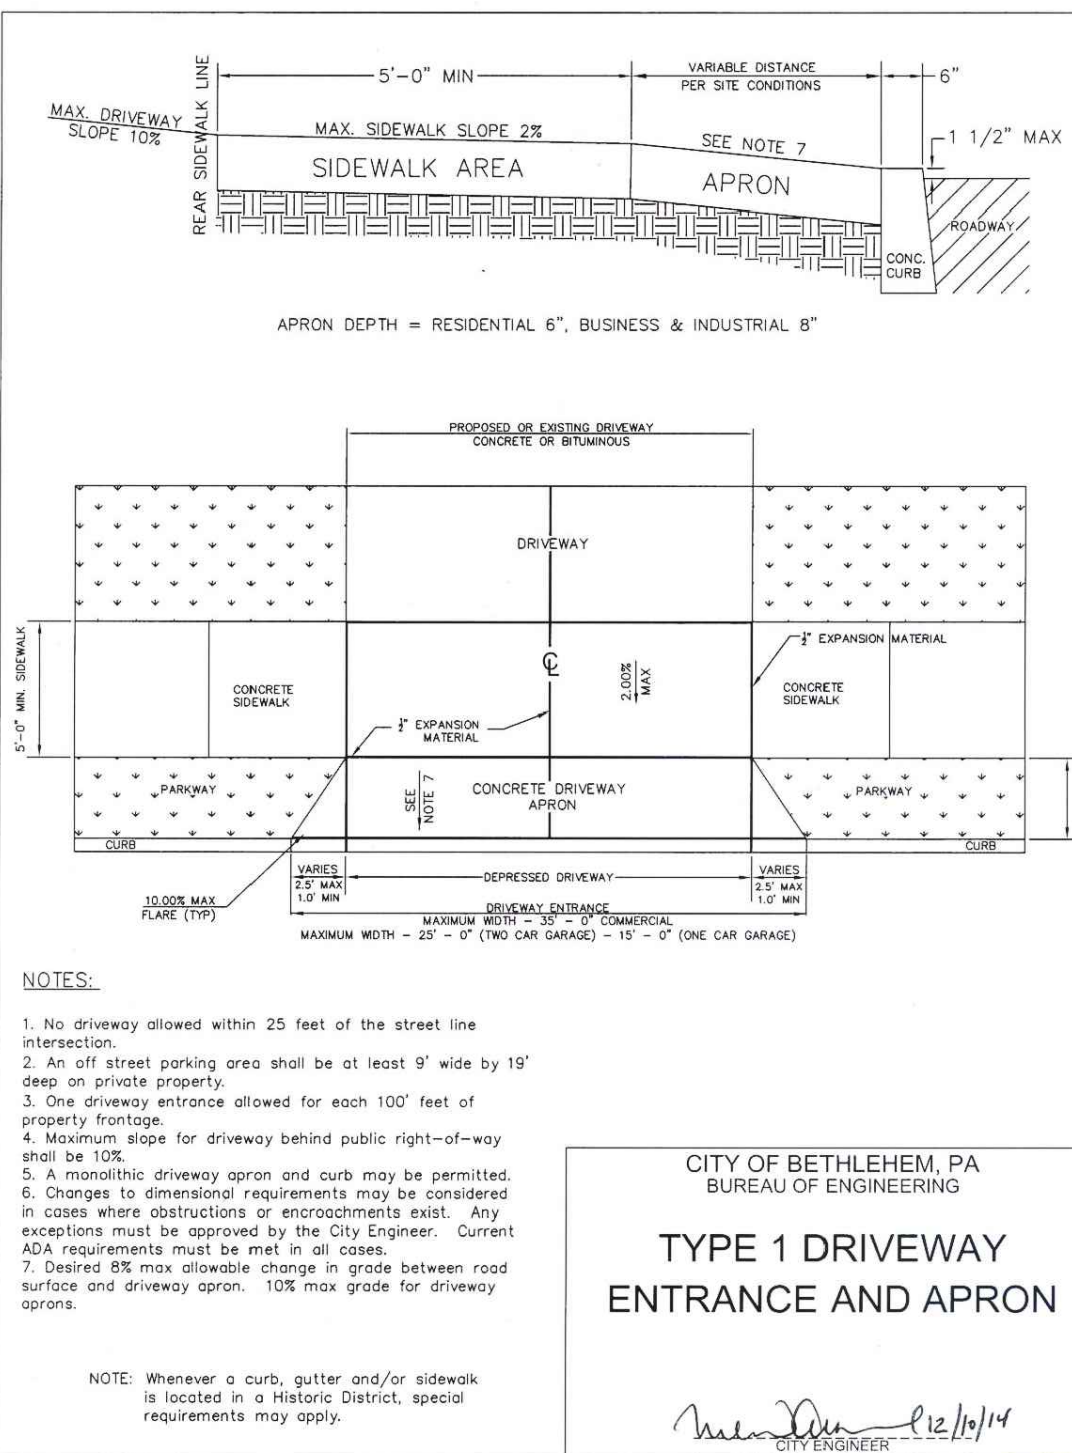 REAR SIDEWALK LINE
5'-0" MIN
VARIABLE DISTANCE
PER SITE CONDITIONS
6"
MAX. DRIVEWAY
SLOPE 10%
MAX. SIDEWALK SLOPE 2%
SEE NOTE 7
1 1/2" MAX
SIDEWALK AREA
APRON
ROADWAY
CONC.
CURB
APRON DEPTH = RESIDENTIAL 6", BUSINESS & INDUSTRIAL 8"
PROPOSED OR EXISTING DRIVEWAY
CONCRETE OR BITUMINOUS
DRIVEWAY
5'-0" MIN. SIDEWALK
CONCRETE
SIDEWALK
℄
2.00%
MAX
½" EXPANSION MATERIAL
CONCRETE
SIDEWALK
½" EXPANSION
MATERIAL
PARKWAY
SEE
NOTE 7
CONCRETE DRIVEWAY
APRON
PARKWAY
CURB
CURB
VARIES
2.5' MAX
1.0' MIN
DEPRESSED DRIVEWAY
VARIES
2.5' MAX
1.0' MIN
10.00% MAX
FLARE (TYP)
DRIVEWAY ENTRANCE
MAXIMUM WIDTH - 35' - 0" COMMERCIAL
MAXIMUM WIDTH - 25' - 0" (TWO CAR GARAGE) - 15' - 0" (ONE CAR GARAGE)
NOTES:
1. No driveway allowed within 25 feet of the street line
intersection.
2. An off street parking area shall be at least 9' wide by 19'
deep on private property.
3. One driveway entrance allowed for each 100' feet of
property frontage.
4. Maximum slope for driveway behind public right-of-way
shall be 10%.
5. A monolithic driveway apron and curb may be permitted.
6. Changes to dimensional requirements may be considered
in cases where obstructions or encroachments exist. Any
exceptions must be approved by the City Engineer. Current
ADA requirements must be met in all cases.
7. Desired 8% max allowable change in grade between road
surface and driveway apron. 10% max grade for driveway
aprons.
NOTE: Whenever a curb, gutter and/or sidewalk
is located in a Historic District, special
requirements may apply.
CITY OF BETHLEHEM, PA
BUREAU OF ENGINEERING
TYPE 1 DRIVEWAY
ENTRANCE AND APRON
12/10/14
CITY ENGINEER